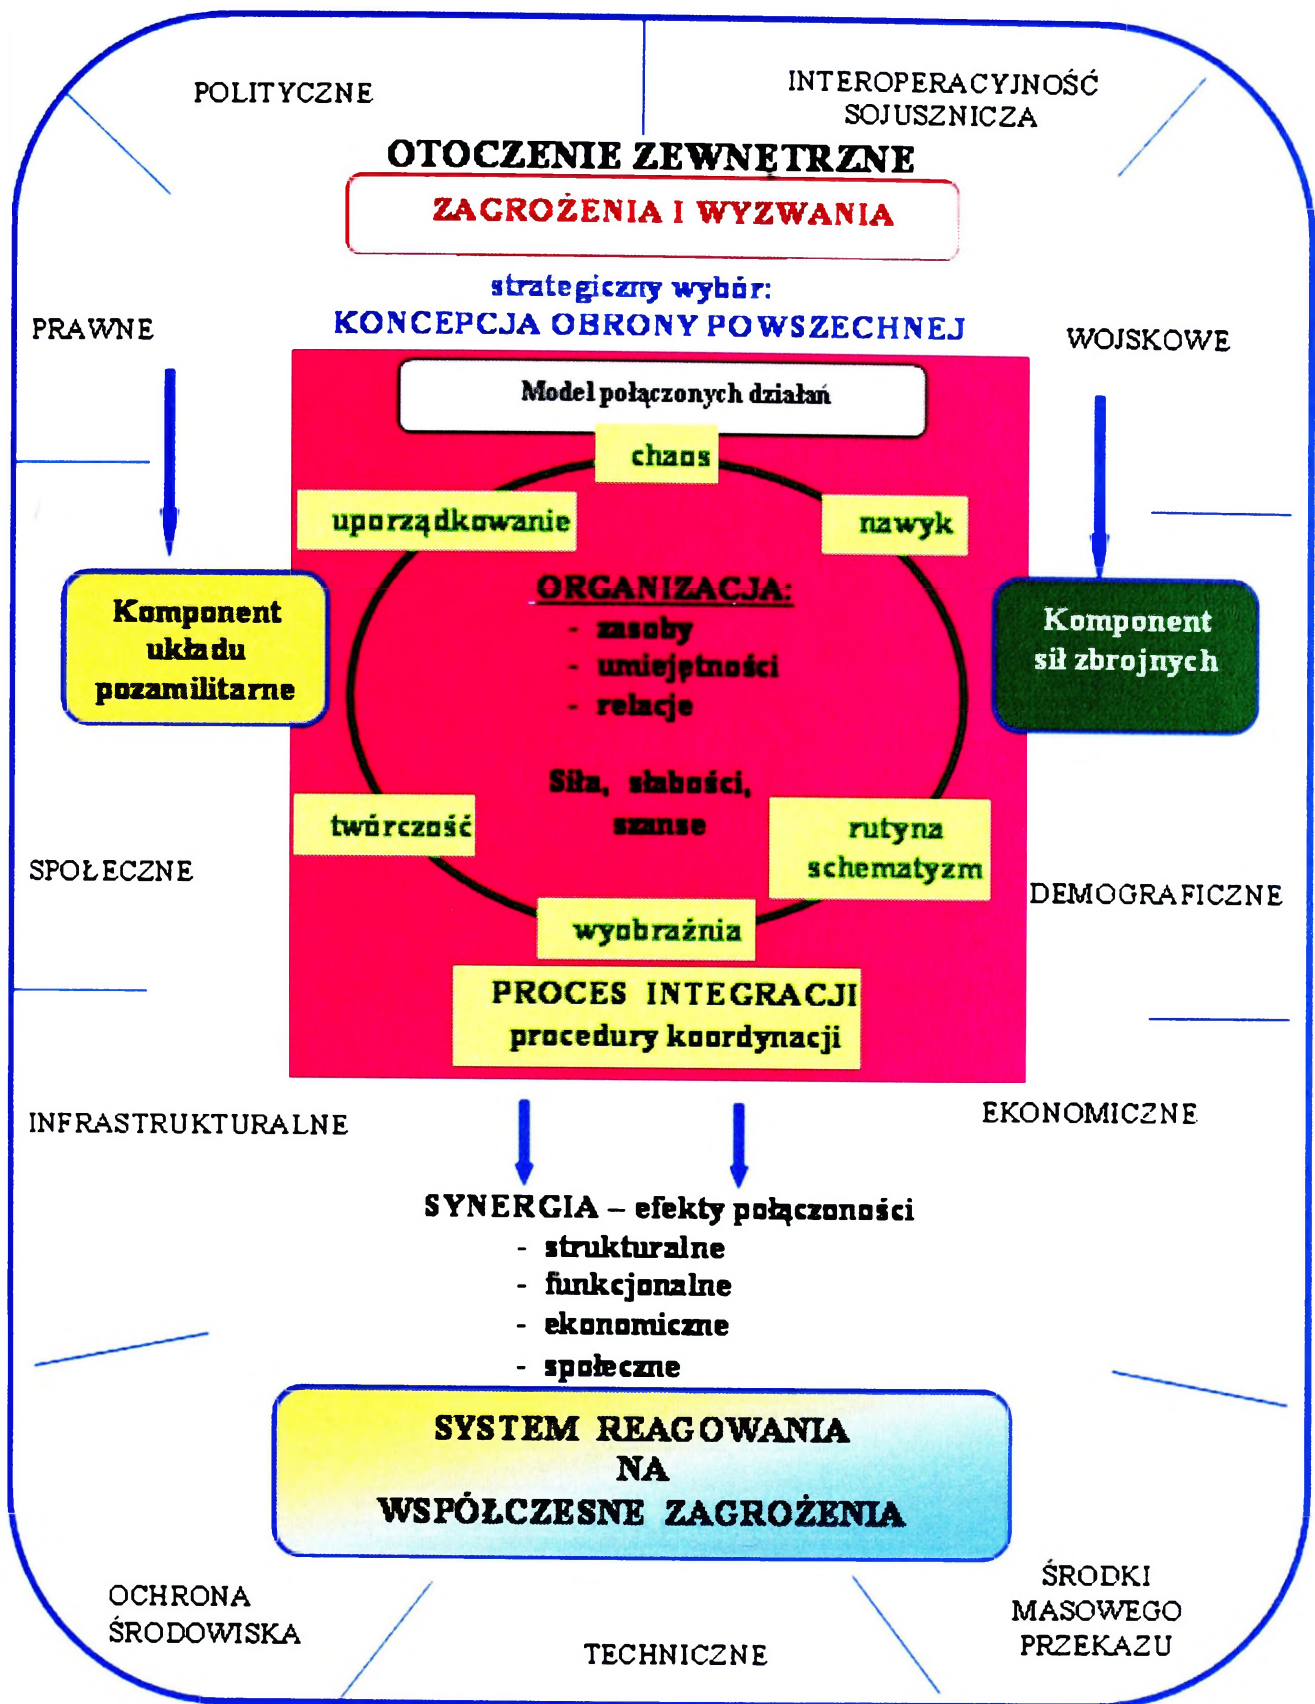 POLITYCZNE
INTEROPERACYJNOŚĆ
SOJUSZNICZA
OTOCZENIE ZEWNĘTRZNE
ZAGROŻENIA I WYZWANIA
strategiczny wybór:
KONCEPCJA OBRONY POWSZECHNEJ
PRAWNE
WOJSKOWE
Model połączonych działań
chaos
uporządkowanie
nawyk
ORGANIZACJA:
- zasoby
- umiejętności
- relacje
Komponent
układu
pozamilitarne
Komponent
sił zbrojnych
Siła, słabości,
szanse
twórczość
rutyna
schematyzm
SPOŁECZNE
DEMOGRAFICZNE
wyobraźnia
PROCES INTEGRACJI
procedury koordynacji
INFRASTRUKTURALNE
EKONOMICZNE
SYNERGIA – efekty połączoności
- strukturalne
- funkcjonalne
- ekonomiczne
- społeczne
SYSTEM REAGOWANIA
NA
WSPÓŁCZESNE ZAGROŻENIA
OCHRONA
ŚRODOWISKA
TECHNICZNE
ŚRODKI
MASOWEGO
PRZEKAZU